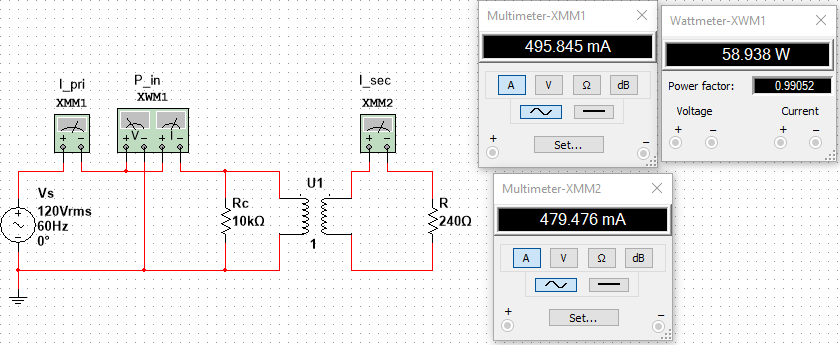 Multimeter-XMM1
495.845 mA
A V Ω dB
+ Set... −
Wattmeter-XWM1
58.938 W
Power factor: 0.99052
Voltage Current
+ − + −
I_pri
XMM1
P_in
XWM1
V I
I_sec
XMM2
Vs
120Vrms
60Hz
0°
Rc
10kΩ
U1
1
R
240Ω
Multimeter-XMM2
479.476 mA
A V Ω dB
+ Set... −